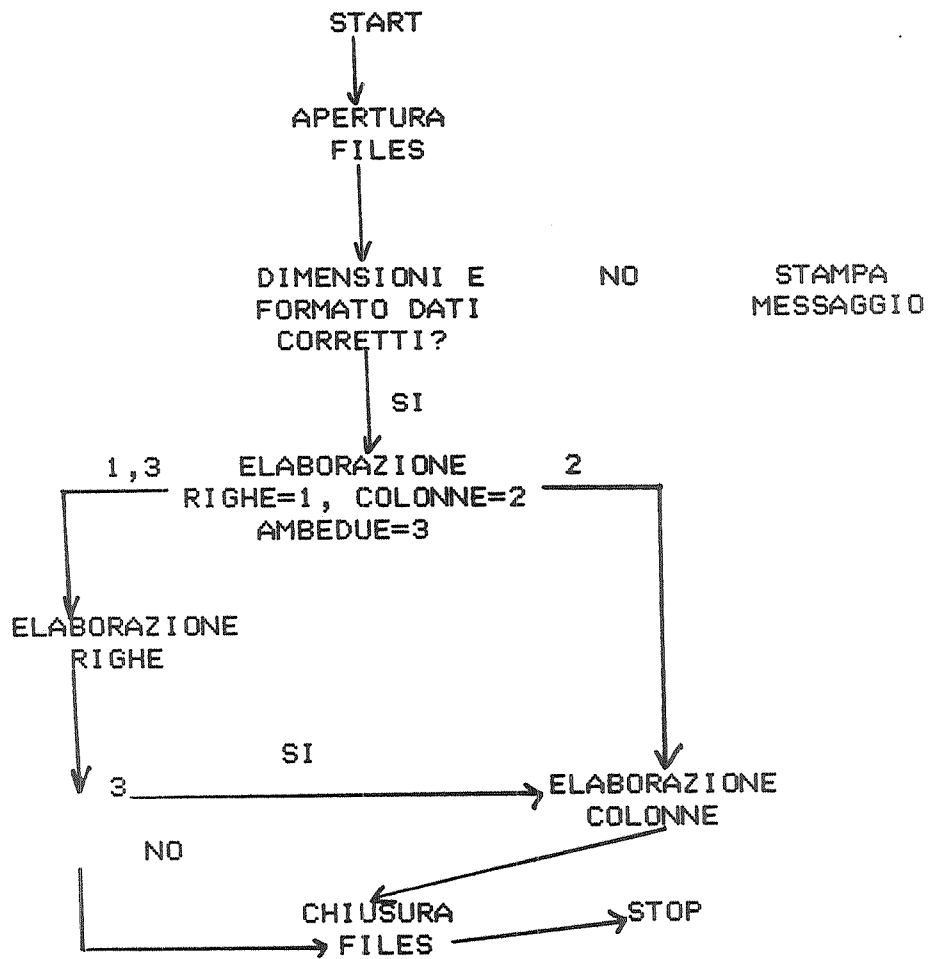 START
APERTURA
FILES
DIMENSIONI E
FORMATO DATI
CORRETTI?
NO
STAMPA
MESSAGGIO
SI
1,3
ELABORAZIONE
RIGHE=1, COLONNE=2
AMBEDUE=3
2
ELABORAZIONE
RIGHE
SI
3
ELABORAZIONE
COLONNE
NO
CHIUSURA
FILES
STOP